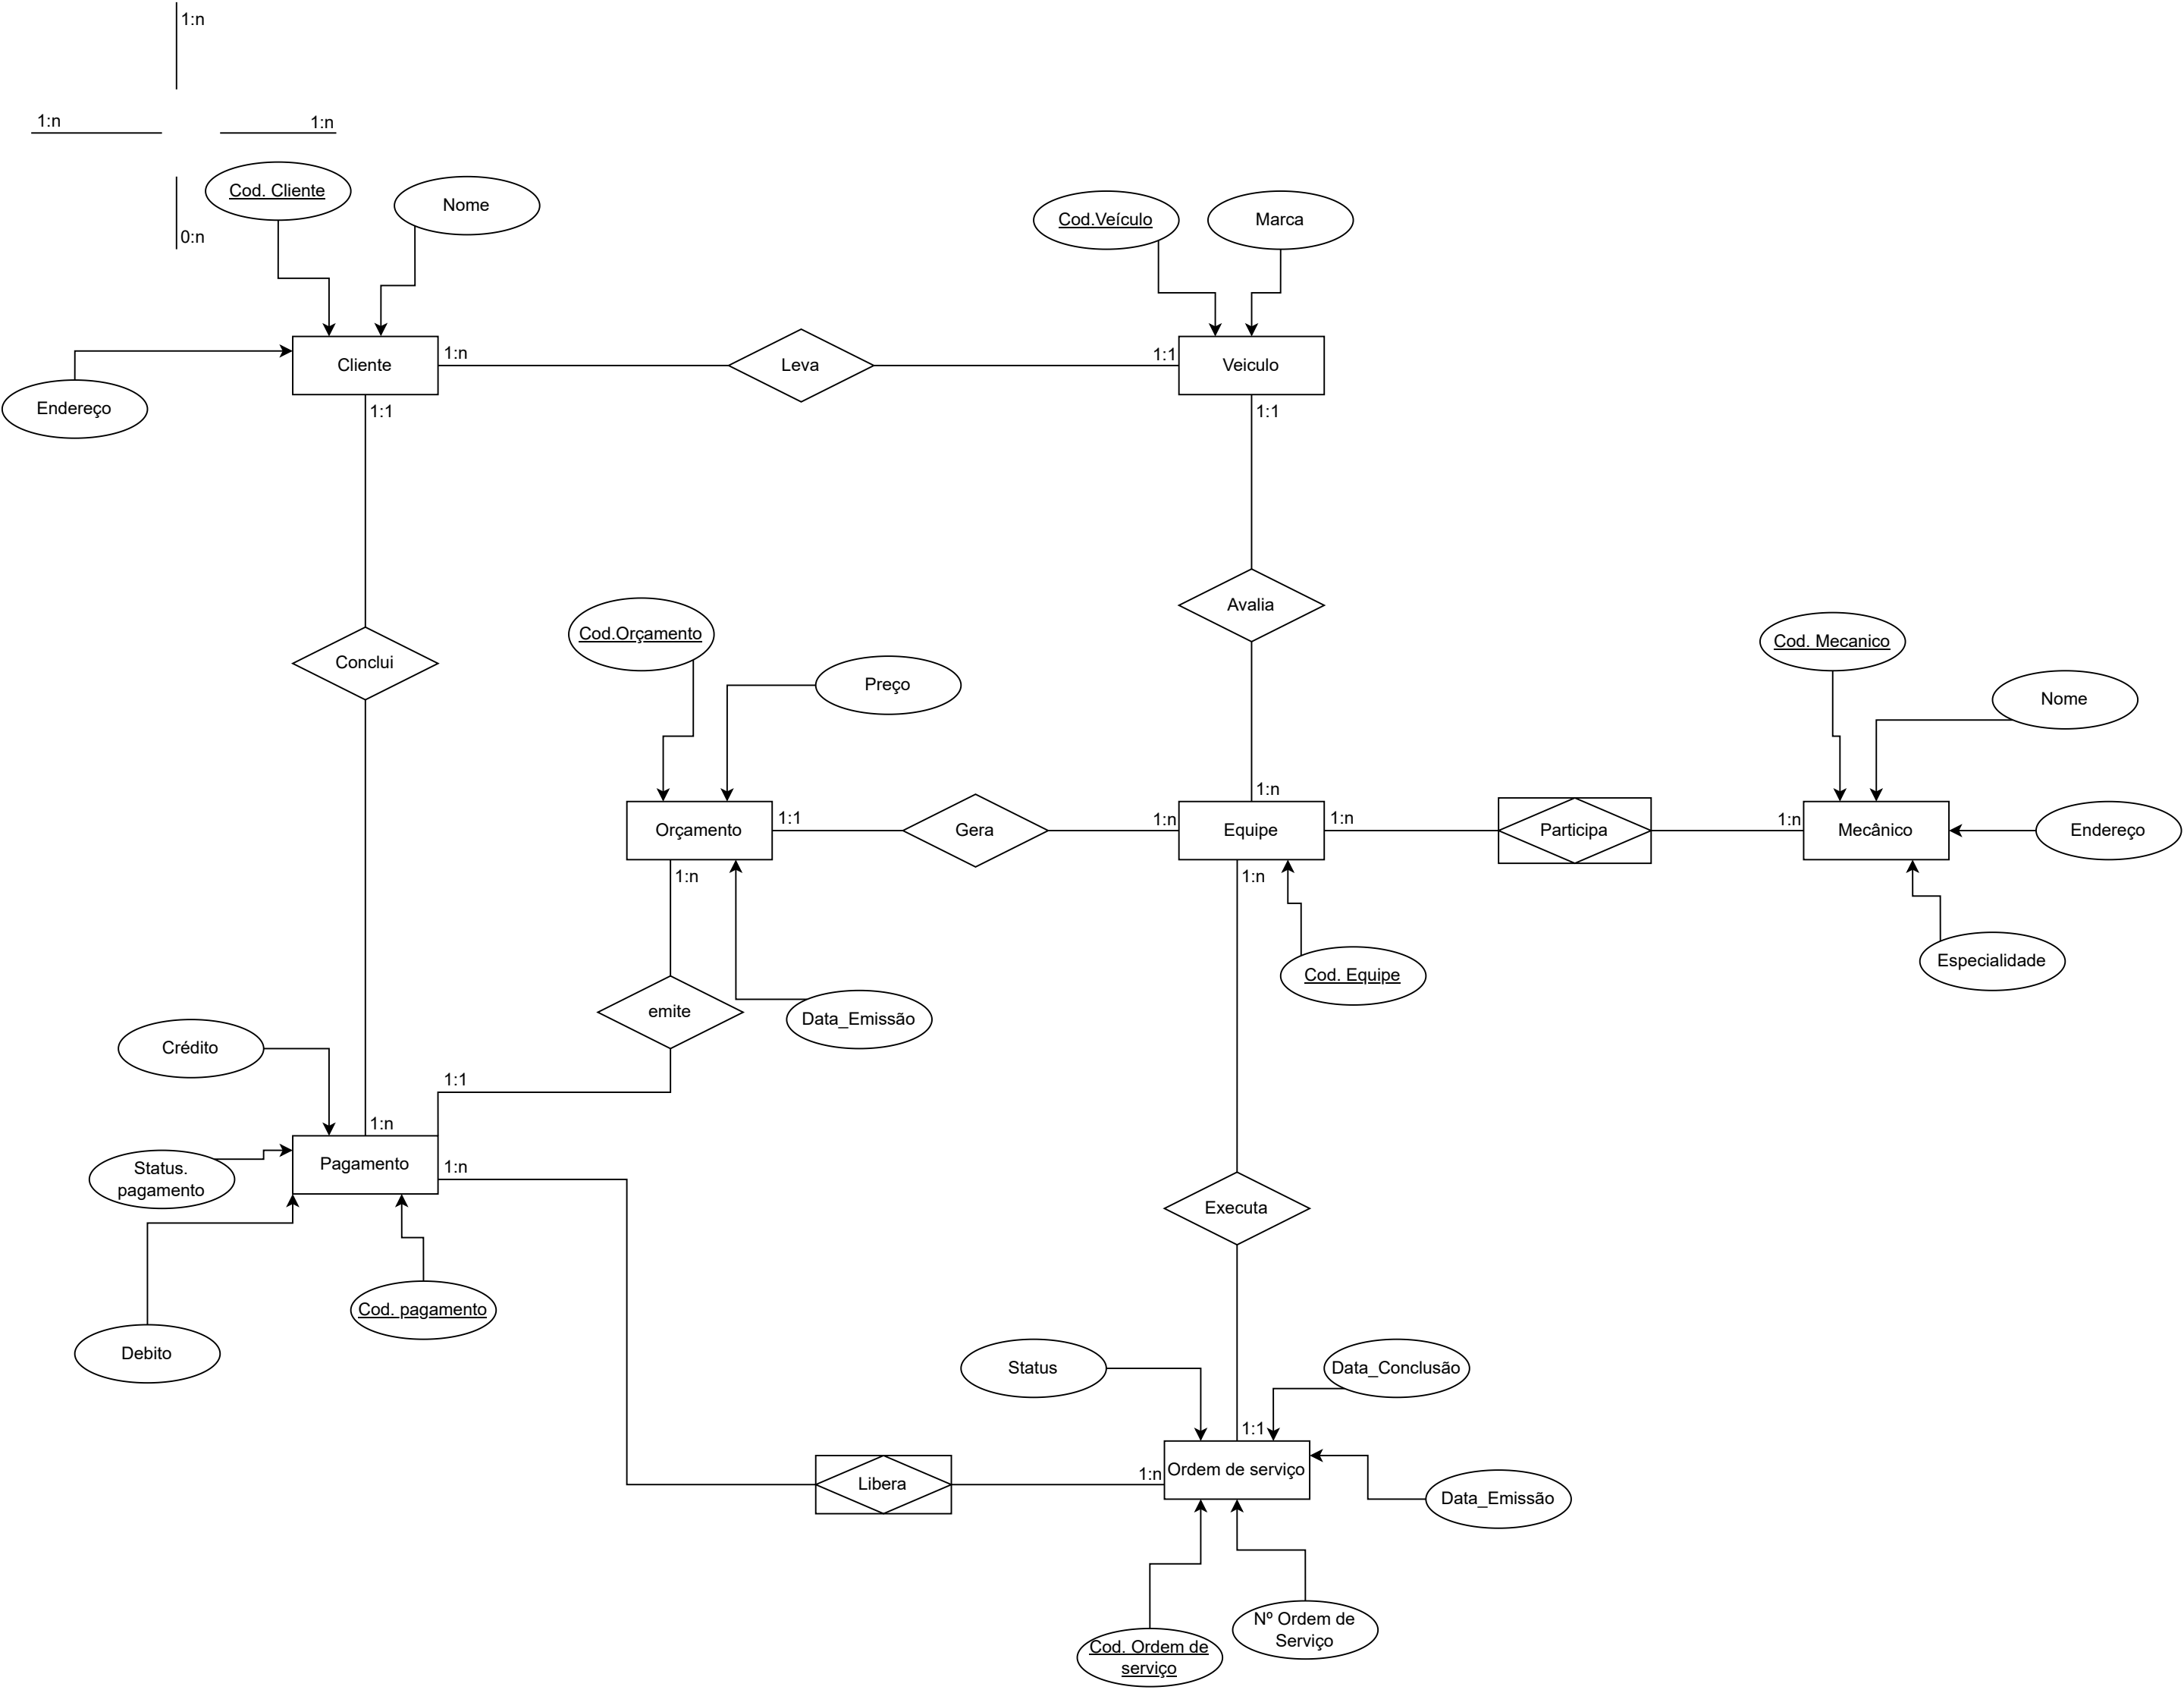 1:n
1:n
1:n
0:n
Cod. Cliente
Nome
Cod.Veículo
Marca
Cliente
1:n
Leva
1:1
Veiculo
Endereço
1:1
1:1
Avalia
Conclui
Cod.Orçamento
Preço
Cod. Mecanico
Nome
1:n
Orçamento
1:1
Gera
1:n
Equipe
1:n
Participa
1:n
Mecânico
Endereço
1:n
1:n
Cod. Equipe
Especialidade
emite
Data_Emissão
Crédito
1:1
1:n
Pagamento
1:n
Status.
pagamento
Executa
Cod. pagamento
Debito
Status
Data_Conclusão
1:1
Libera
1:n
Ordem de serviço
Data_Emissão
Nº Ordem de
Serviço
Cod. Ordem de
serviço